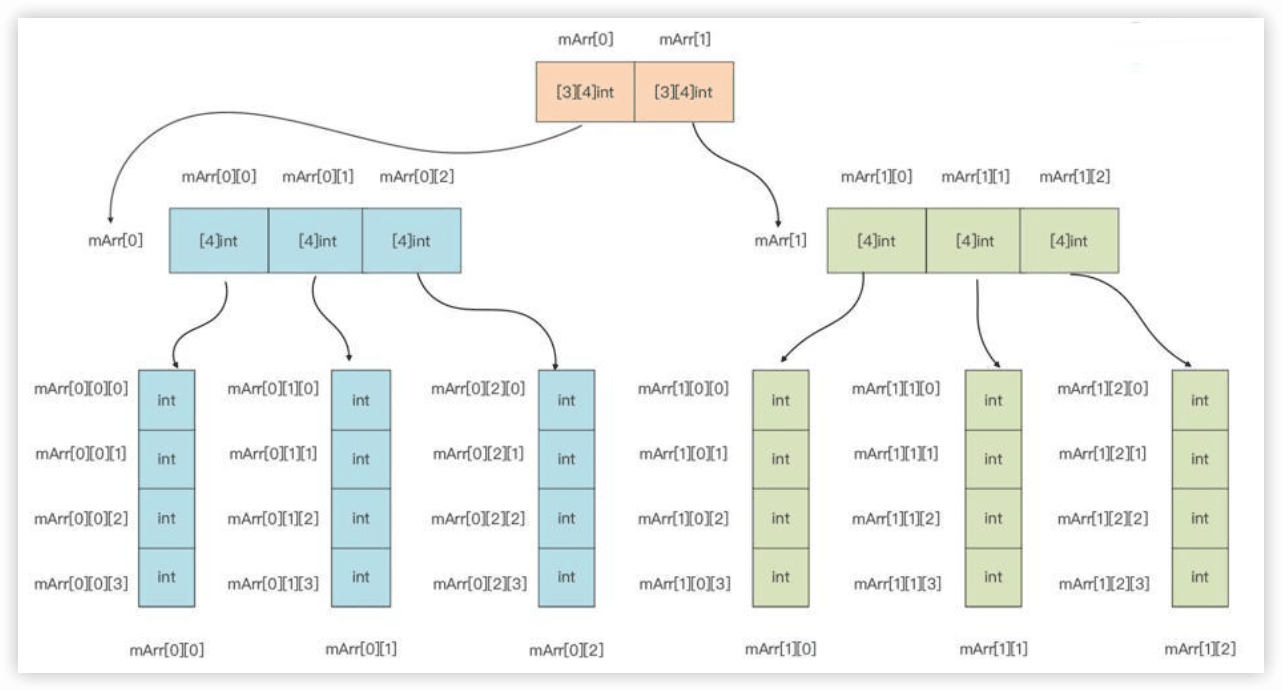 mArr[0] mArr[1]
[3][4]int [3][4]int
mArr[0][0] mArr[0][1] mArr[0][2] mArr[1][0] mArr[1][1] mArr[1][2]
mArr[0] [4]int [4]int [4]int mArr[1] [4]int [4]int [4]int
mArr[0][0][0] int mArr[0][1][0] int mArr[0][2][0] int mArr[1][0][0] int mArr[1][1][0] int mArr[1][2][0] int
mArr[0][0][1] int mArr[0][1][1] int mArr[0][2][1] int mArr[1][0][1] int mArr[1][1][1] int mArr[1][2][1] int
mArr[0][0][2] int mArr[0][1][2] int mArr[0][2][2] int mArr[1][0][2] int mArr[1][1][2] int mArr[1][2][2] int
mArr[0][0][3] int mArr[0][1][3] int mArr[0][2][3] int mArr[1][0][3] int mArr[1][1][3] int mArr[1][2][3] int
mArr[0][0] mArr[0][1] mArr[0][2] mArr[1][0] mArr[1][1] mArr[1][2]